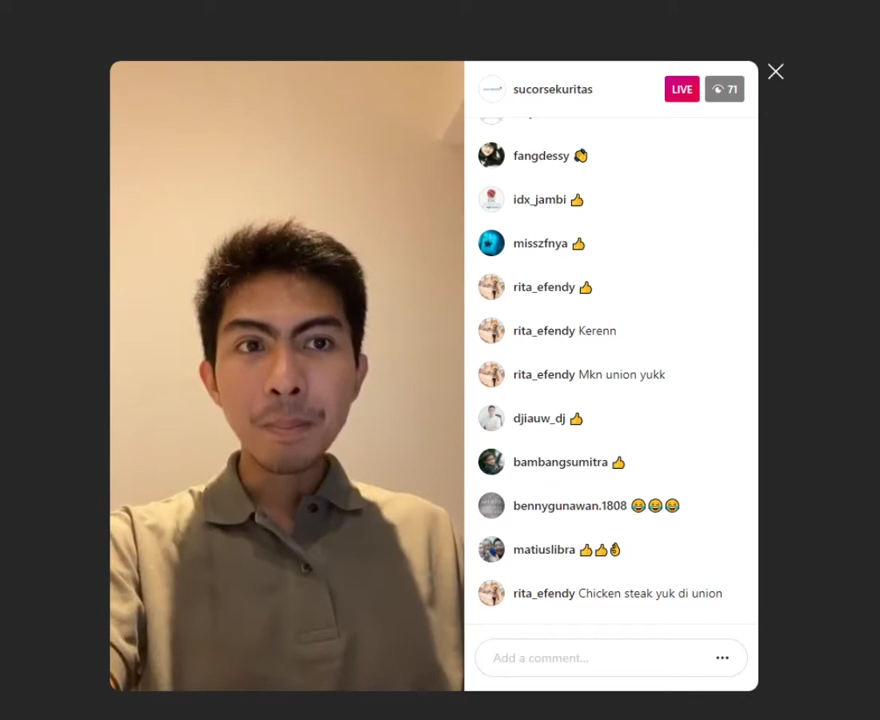 sucorsekuritas LIVE 71
fangdessy 👏
idx_jambi 👍
misszfnya 👍
rita_efendy 👍
rita_efendy Kerenn
rita_efendy Mkn union yukk
djiauw_dj 👍
bambangsumitra 👍
bennygunawan.1808 😂😂😂
matiuslibra 👍👍👌
rita_efendy Chicken steak yuk di union
Add a comment...